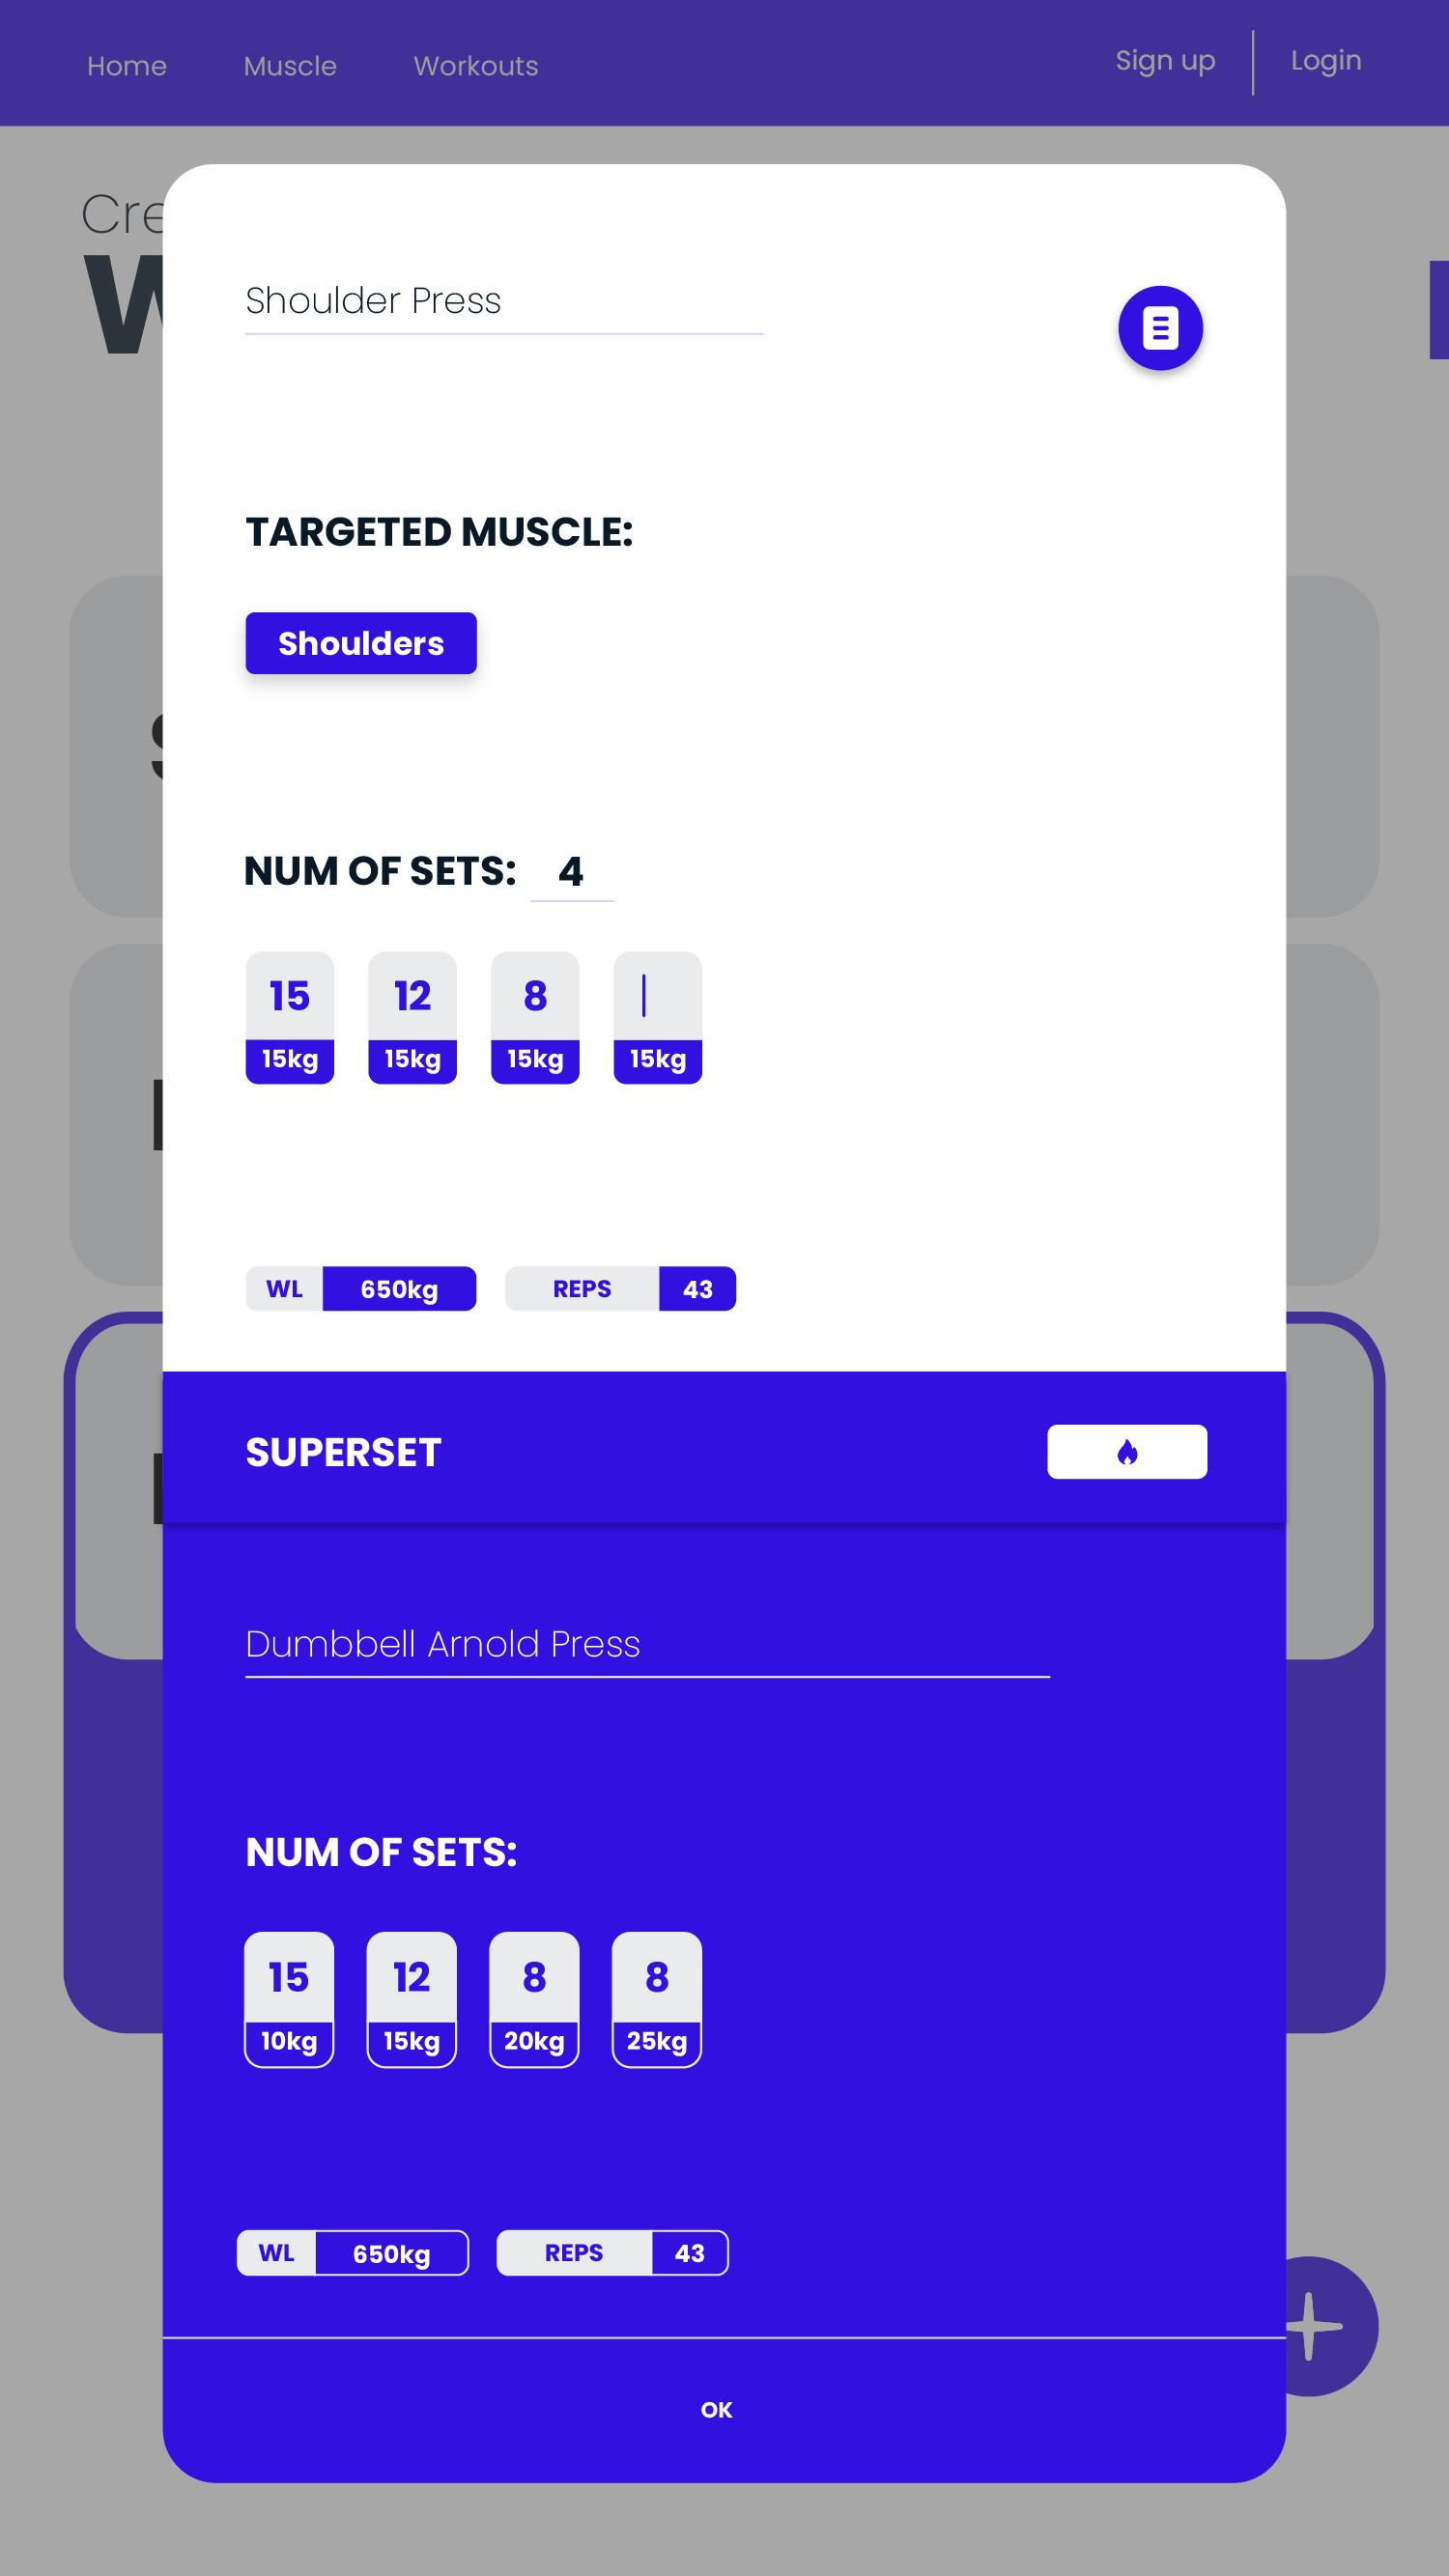 Home Muscle Workouts Sign up Login
Cre
W
Shoulder Press
TARGETED MUSCLE:
Shoulders
NUM OF SETS: 4
15 12 8
15kg 15kg 15kg 15kg
WL 650kg REPS 43
SUPERSET
Dumbbell Arnold Press
NUM OF SETS:
15 12 8 8
10kg 15kg 20kg 25kg
WL 650kg REPS 43
OK